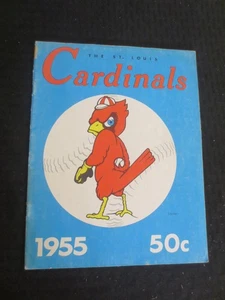 THE ST. LOUIS
Cardinals
1955 50c